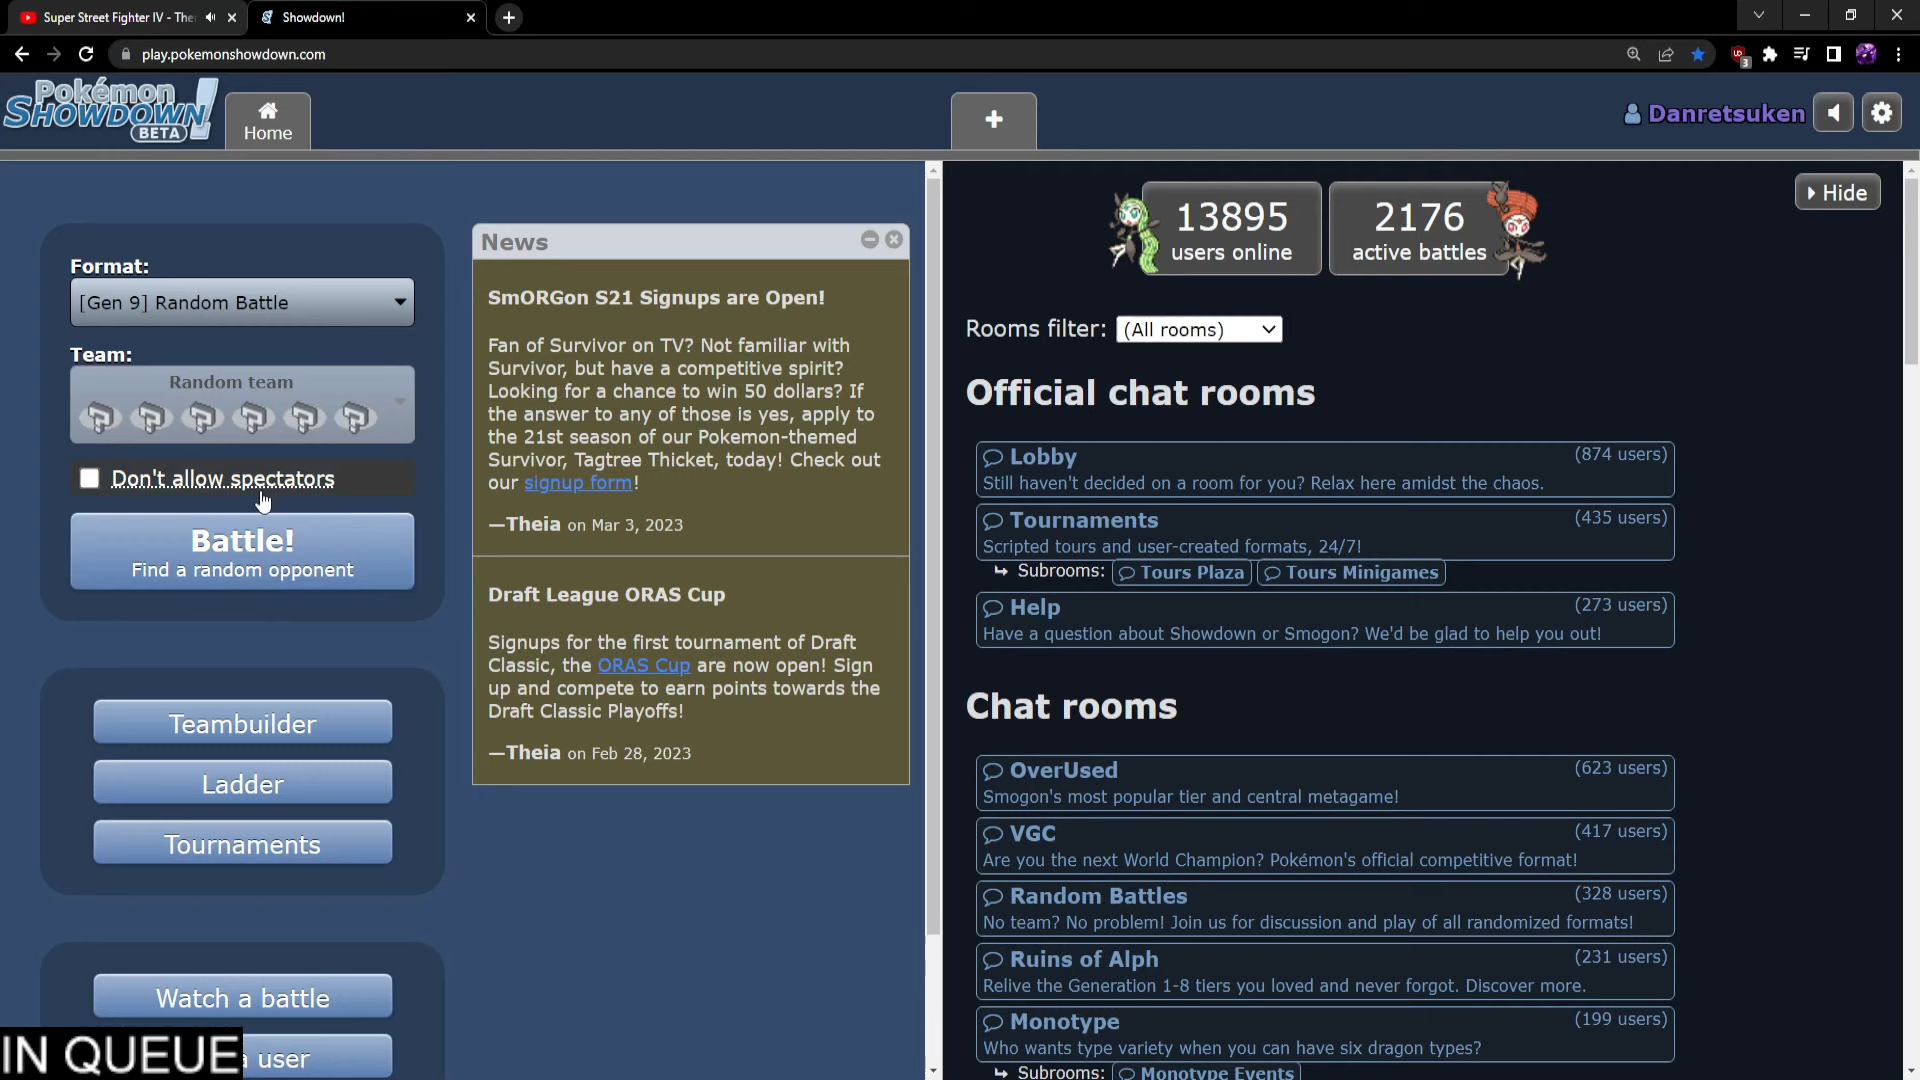 Super Street Fighter IV - The
Showdown!
play.pokemonshowdown.com
3
Pokémon
SHOWDOWN!
BETA
Home
+
Danretsuken
Format:
[Gen 9] Random Battle
Team:
Random team
Don't allow spectators
Battle!
Find a random opponent
Teambuilder
Ladder
Tournaments
Watch a battle
a user
IN QUEUE
News
SmORGon S21 Signups are Open!
Fan of Survivor on TV? Not familiar with
Survivor, but have a competitive spirit?
Looking for a chance to win 50 dollars? If
the answer to any of those is yes, apply to
the 21st season of our Pokemon-themed
Survivor, Tagtree Thicket, today! Check out
our signup form!
—Theia on Mar 3, 2023
Draft League ORAS Cup
Signups for the first tournament of Draft
Classic, the ORAS Cup are now open! Sign
up and compete to earn points towards the
Draft Classic Playoffs!
—Theia on Feb 28, 2023
13895
users online
2176
active battles
Hide
Rooms filter: (All rooms)
Official chat rooms
Lobby (874 users)
Still haven't decided on a room for you? Relax here amidst the chaos.
Tournaments (435 users)
Scripted tours and user-created formats, 24/7!
↳ Subrooms: Tours Plaza Tours Minigames
Help (273 users)
Have a question about Showdown or Smogon? We'd be glad to help you out!
Chat rooms
OverUsed (623 users)
Smogon's most popular tier and central metagame!
VGC (417 users)
Are you the next World Champion? Pokémon's official competitive format!
Random Battles (328 users)
No team? No problem! Join us for discussion and play of all randomized formats!
Ruins of Alph (231 users)
Relive the Generation 1-8 tiers you loved and never forgot. Discover more.
Monotype (199 users)
Who wants type variety when you can have six dragon types?
↳ Subrooms: Monotype Events